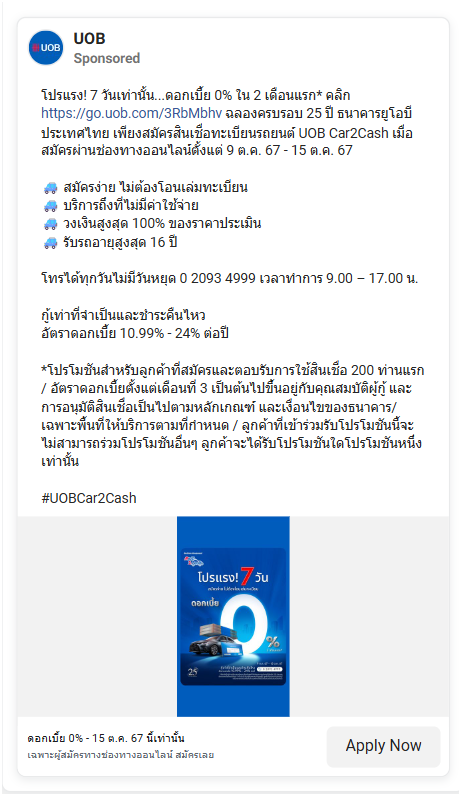 UOB
UOB
Sponsored
โปรแรง! 7 วันเท่านั้น...ดอกเบี้ย 0% ใน 2 เดือนแรก* คลิก
https://go.uob.com/3RbMbhv ฉลองครบรอบ 25 ปี ธนาคารยูโอบี
ประเทศไทย เพียงสมัครสินเชื่อทะเบียนรถยนต์ UOB Car2Cash เมื่อ
สมัครผ่านช่องทางออนไลน์ตั้งแต่ 9 ต.ค. 67 - 15 ต.ค. 67
สมัครง่าย ไม่ต้องโอนเล่มทะเบียน
บริการถึงที่ไม่มีค่าใช้จ่าย
วงเงินสูงสุด 100% ของราคาประเมิน
รับรถอายุสูงสุด 16 ปี
โทรได้ทุกวันไม่มีวันหยุด 0 2093 4999 เวลาทำการ 9.00 – 17.00 น.
กู้เท่าที่จำเป็นและชำระคืนไหว
อัตราดอกเบี้ย 10.99% - 24% ต่อปี
*โปรโมชันสำหรับลูกค้าที่สมัครและตอบรับการใช้สินเชื่อ 200 ท่านแรก
/ อัตราดอกเบี้ยตั้งแต่เดือนที่ 3 เป็นต้นไปขึ้นอยู่กับคุณสมบัติผู้กู้ และ
การอนุมัติสินเชื่อเป็นไปตามหลักเกณฑ์ และเงื่อนไขของธนาคาร/
เฉพาะพื้นที่ให้บริการตามที่กำหนด / ลูกค้าที่เข้าร่วมรับโปรโมชันนี้จะ
ไม่สามารถร่วมโปรโมชันอื่นๆ ลูกค้าจะได้รับโปรโมชันใดโปรโมชันหนึ่ง
เท่านั้น
#UOBCar2Cash
โปรแรง! 7 วัน
ดอกเบี้ย
0%
25
ดอกเบี้ย 0% - 15 ต.ค. 67 นี้เท่านั้น
เฉพาะผู้สมัครทางช่องทางออนไลน์ สมัครเลย
Apply Now